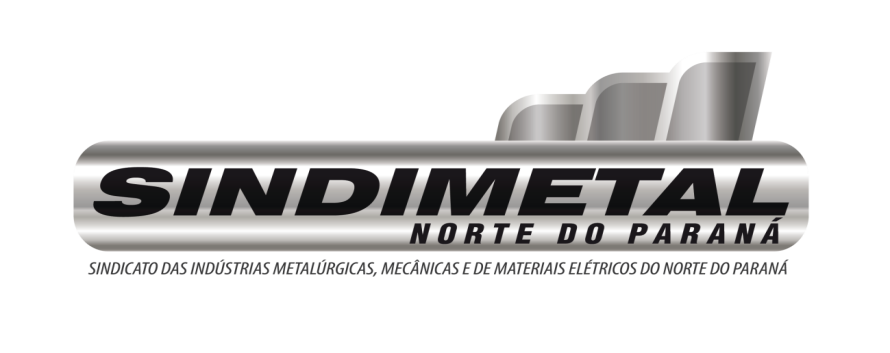 SINDIMETAL
NORTE DO PARANÁ
SINDICATO DAS INDÚSTRIAS METALÚRGICAS, MECÂNICAS E DE MATERIAIS ELÉTRICOS DO NORTE DO PARANÁ